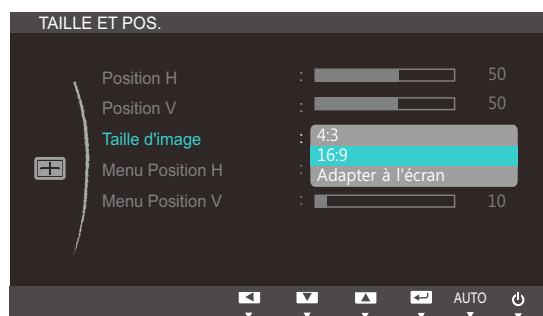 TAILLE ET POS.
Position H : 50
Position V : 50
Taille d'image : 4:3
16:9
Menu Position H : Adapter à l'écran
Menu Position V : 10
AUTO